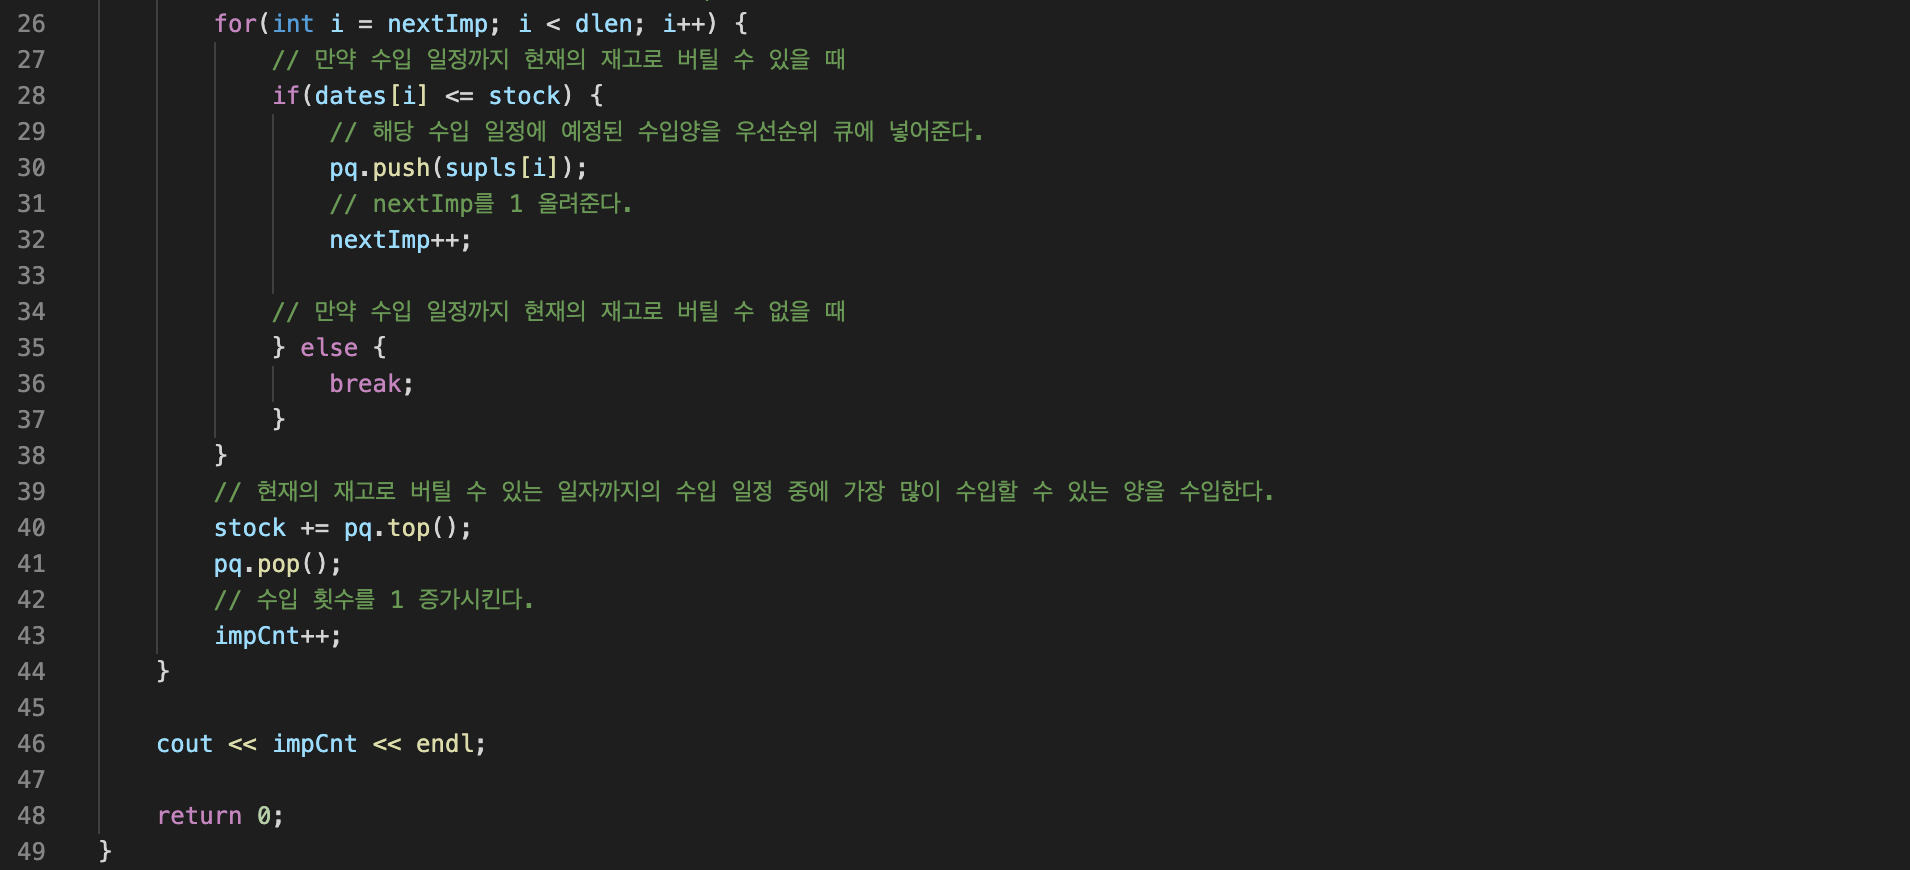 26 for(int i = nextImp; i < dlen; i++) {
27 // 만약 수입 일정까지 현재의 재고로 버틸 수 있을 때
28 if(dates[i] <= stock) {
29 // 해당 수입 일정에 예정된 수입양을 우선순위 큐에 넣어준다.
30 pq.push(supls[i]);
31 // nextImp를 1 올려준다.
32 nextImp++;
33
34 // 만약 수입 일정까지 현재의 재고로 버틸 수 없을 때
35 } else {
36 break;
37 }
38 }
39 // 현재의 재고로 버틸 수 있는 일자까지의 수입 일정 중에 가장 많이 수입할 수 있는 양을 수입한다.
40 stock += pq.top();
41 pq.pop();
42 // 수입 횟수를 1 증가시킨다.
43 impCnt++;
44 }
45
46 cout << impCnt << endl;
47
48 return 0;
49 }